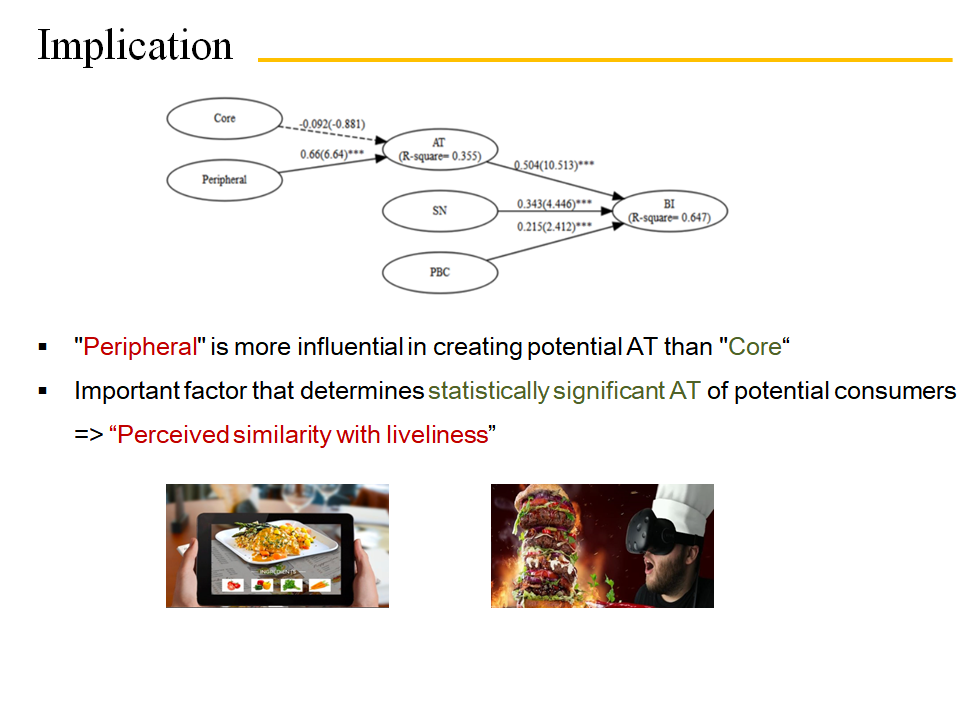 Implication
Core
-0.092(-0.881)
AT
(R-square= 0.355)
0.66(6.64)***
0.504(10.513)***
Peripheral
SN
0.343(4.446)***
BI
(R-square= 0.647)
0.215(2.412)***
PBC
▪ "Peripheral" is more influential in creating potential AT than "Core“
▪ Important factor that determines statistically significant AT of potential consumers
=> “Perceived similarity with liveliness”
INGREDIENTS